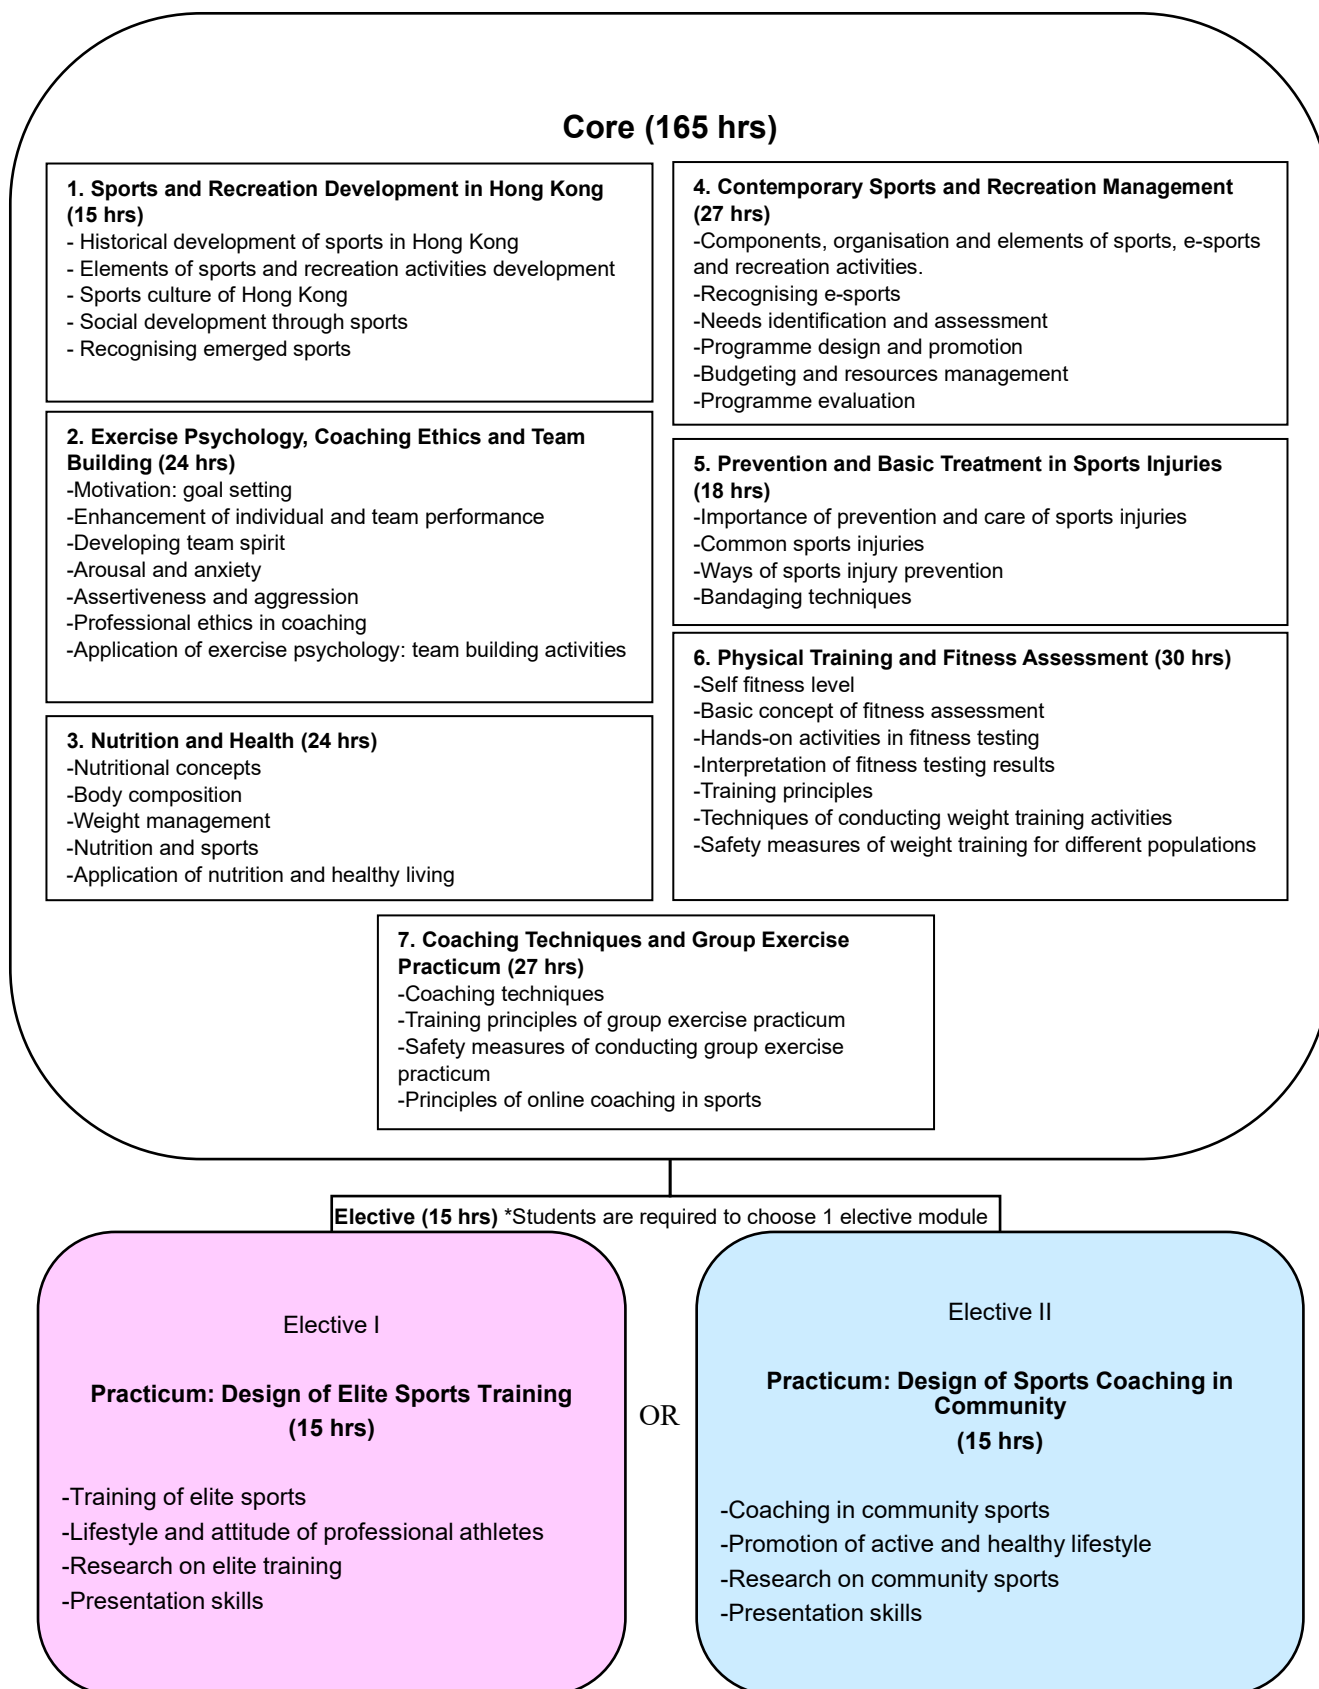 Core (165 hrs)
1. Sports and Recreation Development in Hong Kong
(15 hrs)
- Historical development of sports in Hong Kong
- Elements of sports and recreation activities development
- Sports culture of Hong Kong
- Social development through sports
- Recognising emerged sports
2. Exercise Psychology, Coaching Ethics and Team
Building (24 hrs)
-Motivation: goal setting
-Enhancement of individual and team performance
-Developing team spirit
-Arousal and anxiety
-Assertiveness and aggression
-Professional ethics in coaching
-Application of exercise psychology: team building activities
3. Nutrition and Health (24 hrs)
-Nutritional concepts
-Body composition
-Weight management
-Nutrition and sports
-Application of nutrition and healthy living
4. Contemporary Sports and Recreation Management
(27 hrs)
-Components, organisation and elements of sports, e-sports
and recreation activities.
-Recognising e-sports
-Needs identification and assessment
-Programme design and promotion
-Budgeting and resources management
-Programme evaluation
5. Prevention and Basic Treatment in Sports Injuries
(18 hrs)
-Importance of prevention and care of sports injuries
-Common sports injuries
-Ways of sports injury prevention
-Bandaging techniques
6. Physical Training and Fitness Assessment (30 hrs)
-Self fitness level
-Basic concept of fitness assessment
-Hands-on activities in fitness testing
-Interpretation of fitness testing results
-Training principles
-Techniques of conducting weight training activities
-Safety measures of weight training for different populations
7. Coaching Techniques and Group Exercise
Practicum (27 hrs)
-Coaching techniques
-Training principles of group exercise practicum
-Safety measures of conducting group exercise
practicum
-Principles of online coaching in sports
Elective (15 hrs) *Students are required to choose 1 elective module
Elective I
Practicum: Design of Elite Sports Training
(15 hrs)
-Training of elite sports
-Lifestyle and attitude of professional athletes
-Research on elite training
-Presentation skills
OR
Elective II
Practicum: Design of Sports Coaching in
Community
(15 hrs)
-Coaching in community sports
-Promotion of active and healthy lifestyle
-Research on community sports
-Presentation skills